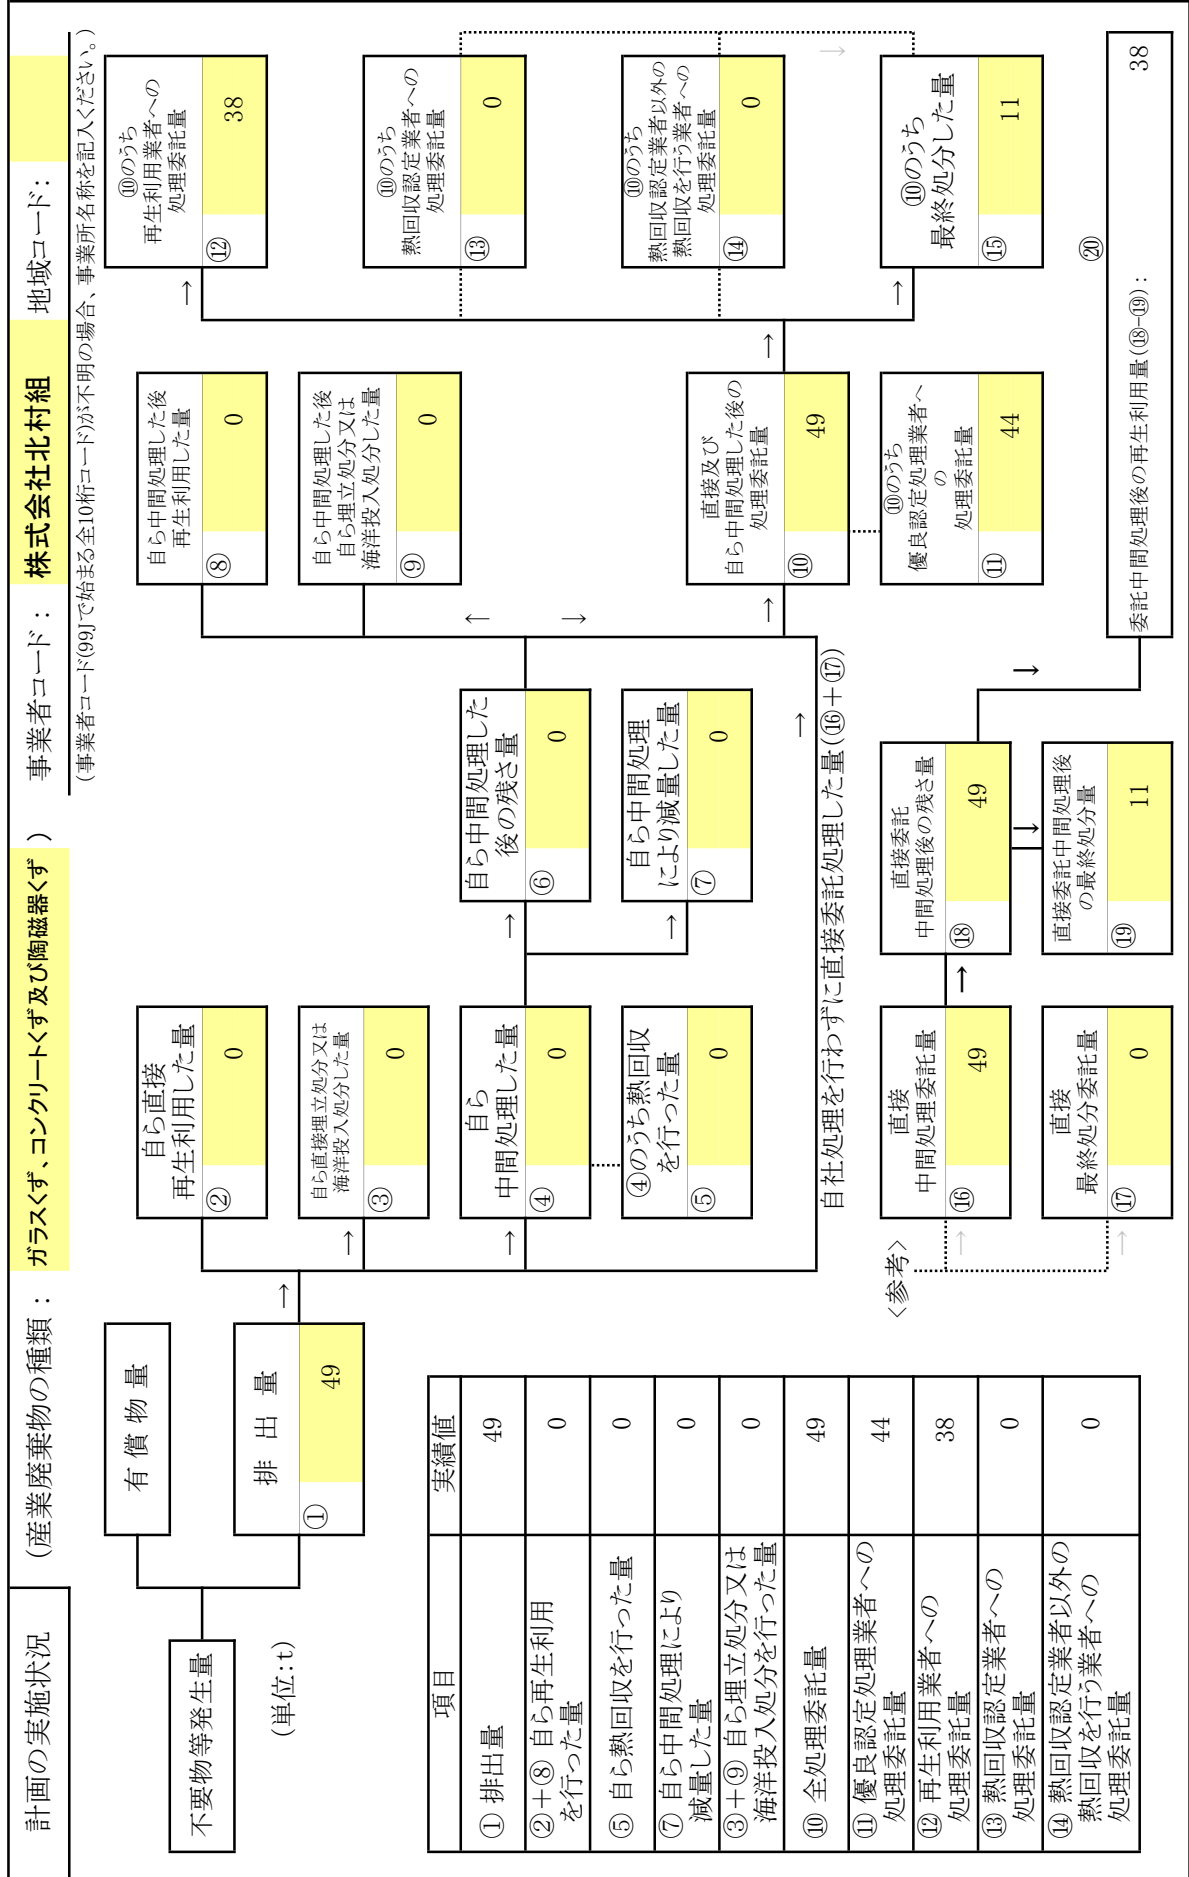 計画の実施状況
(産業廃棄物の種類：
ガラスくず、コンクリートくず及び陶磁器くず
)
事業者コード：
株式会社北村組
地域コード：
(事業者コード(99Jで始まる全10桁コード)が不明の場合、事業所名称を記入ください。)
不要物等発生量
(単位:t)
有 償 物 量
排 出 量
①
49
→
自ら直接
再生利用した量
②
0
→
自ら直接埋立処分又は
海洋投入処分した量
③
0
→
自ら
中間処理した量
④
0
④のうち熱回収
を行った量
⑤
0
→
自ら中間処理した
後の残さ量
⑥
0
→
自ら中間処理
により減量した量
⑦
0
↑
↓
自ら中間処理した後
再生利用した量
⑧
0
自ら中間処理した後
自ら埋立処分又は
海洋投入処分した量
⑨
0
→
自社処理を行わずに直接委託処理した量(⑯＋⑰)
→
直接及び
自ら中間処理した後の
処理委託量
⑩
49
⑩のうち
優良認定処理業者へ
の
処理委託量
⑪
44
→
→
⑩のうち
再生利用業者への
処理委託量
⑫
38
⑩のうち
熱回収認定業者への
処理委託量
⑬
0
⑩のうち
熱回収認定業者以外の
熱回収を行う業者への
処理委託量
⑭
0
↓
→
⑩のうち
最終処分した量
⑮
11
<参考>
→
直接
中間処理委託量
⑯
49
→
直接
最終処分委託量
⑰
0
→
直接委託
中間処理後の残さ量
⑱
49
↓
直接委託中間処理後
の最終処分量
⑲
11
↓
⑳
委託中間処理後の再生利用量(⑱-⑲)：
38
項目
実績値
① 排出量
49
②＋⑧ 自ら再生利用
を行った量
0
⑤ 自ら熱回収を行った量
0
⑦ 自ら中間処理により
減量した量
0
③＋⑨ 自ら埋立処分又は
海洋投入処分を行った量
0
⑩ 全処理委託量
49
⑪ 優良認定処理業者への
処理委託量
44
⑫ 再生利用業者への
処理委託量
38
⑬ 熱回収認定業者への
処理委託量
0
⑭ 熱回収認定業者以外の
熱回収を行う業者への
処理委託量
0